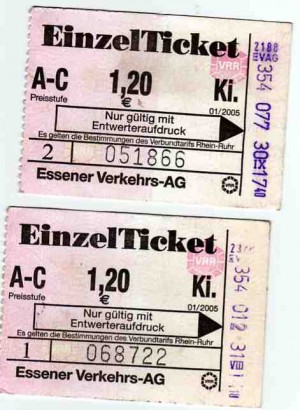 EinzelTicket
VRR
A-C 1,20 Ki.
Preisstufe €
01/2005
Nur gültig mit
Entwerteraufdruck
Es gelten die Bestimmungen des Verbundtarifs Rhein-Ruhr
2 051866
Essener Verkehrs-AG
2188
EVAG
354 077
EinzelTicket
VRR
A-C 1,20 Ki.
Preisstufe €
01/2005
Nur gültig mit
Entwerteraufdruck
Es gelten die Bestimmungen des Verbundtarifs Rhein-Ruhr
1 068722
Essener Verkehrs-AG
354 012